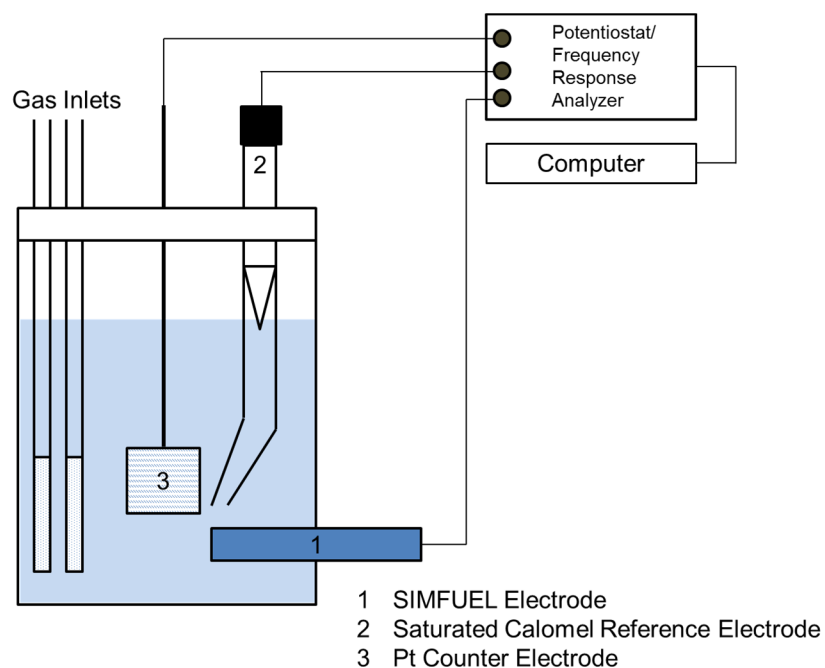 Potentiostat/
Frequency
Response
Analyzer
Gas Inlets
Computer
2
3
1
1 SIMFUEL Electrode
2 Saturated Calomel Reference Electrode
3 Pt Counter Electrode